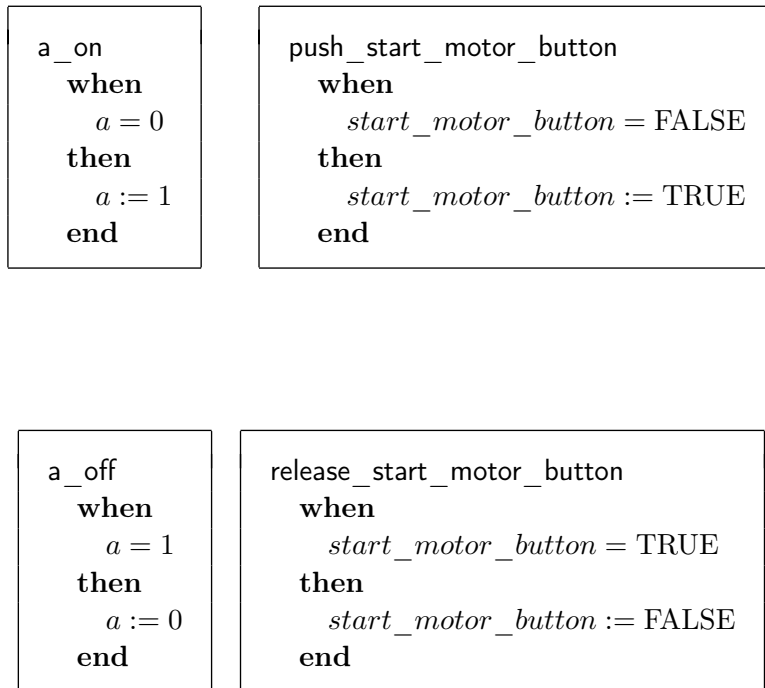 a_on
when
a = 0
then
a := 1
end
push_start_motor_button
when
start_motor_button = FALSE
then
start_motor_button := TRUE
end
a_off
when
a = 1
then
a := 0
end
release_start_motor_button
when
start_motor_button = TRUE
then
start_motor_button := FALSE
end